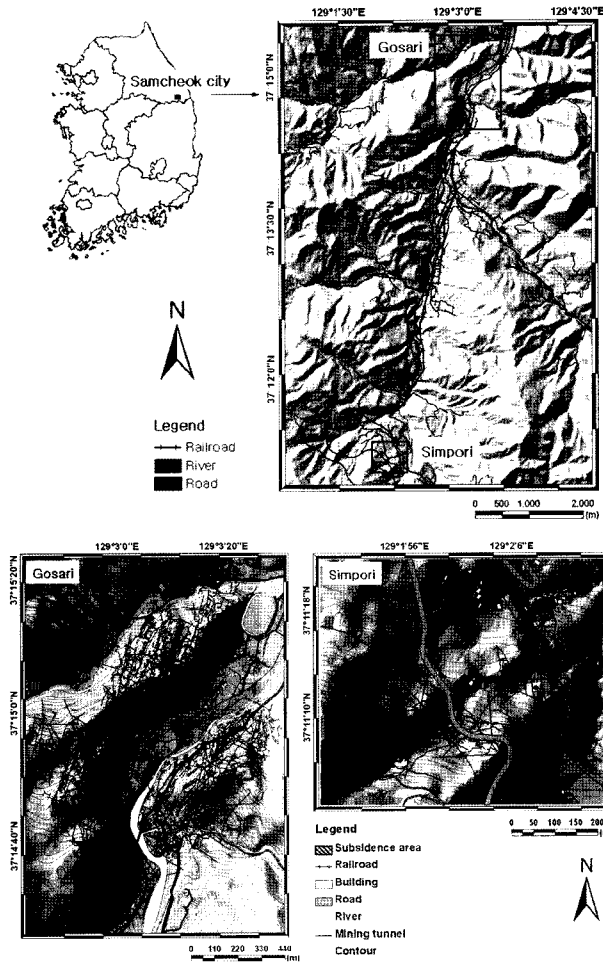 129°1'30"E 129°3'0"E 129°4'30"E
Gosari
Samcheok city
37°15'0"N
37°13'30"N
37°12'0"N
N
Legend
Railroad
River
Road
Simpori
0 500 1.000 2.000
(m)
129°3'0"E 129°3'20"E
Gosari
37°15'20"N
37°15'0"N
37°14'40"N
0 110 220 330 440
(m)
129°1'56"E 129°2'6"E
Simpori
37°11'18"N
37°11'10"N
0 50 100 150 200
Legend
Subsidence area
Railroad
Building
Road
River
Mining tunnel
Contour
N